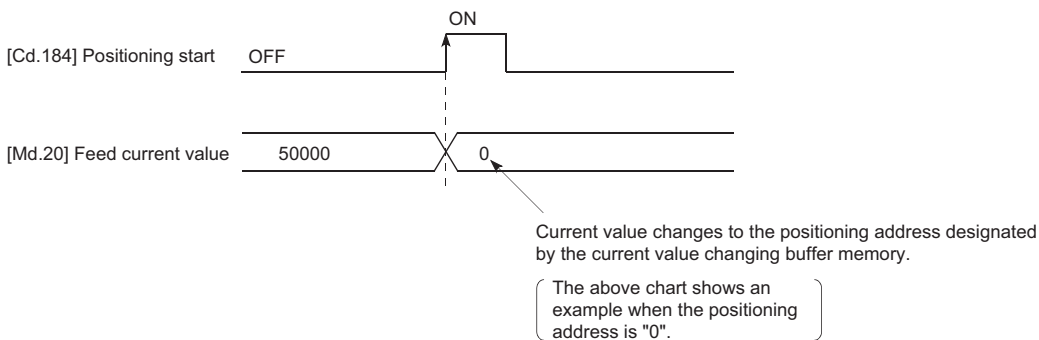 ON
[Cd.184] Positioning start OFF
[Md.20] Feed current value 50000 0
Current value changes to the positioning address designated
by the current value changing buffer memory.
The above chart shows an
example when the positioning
address is "0".